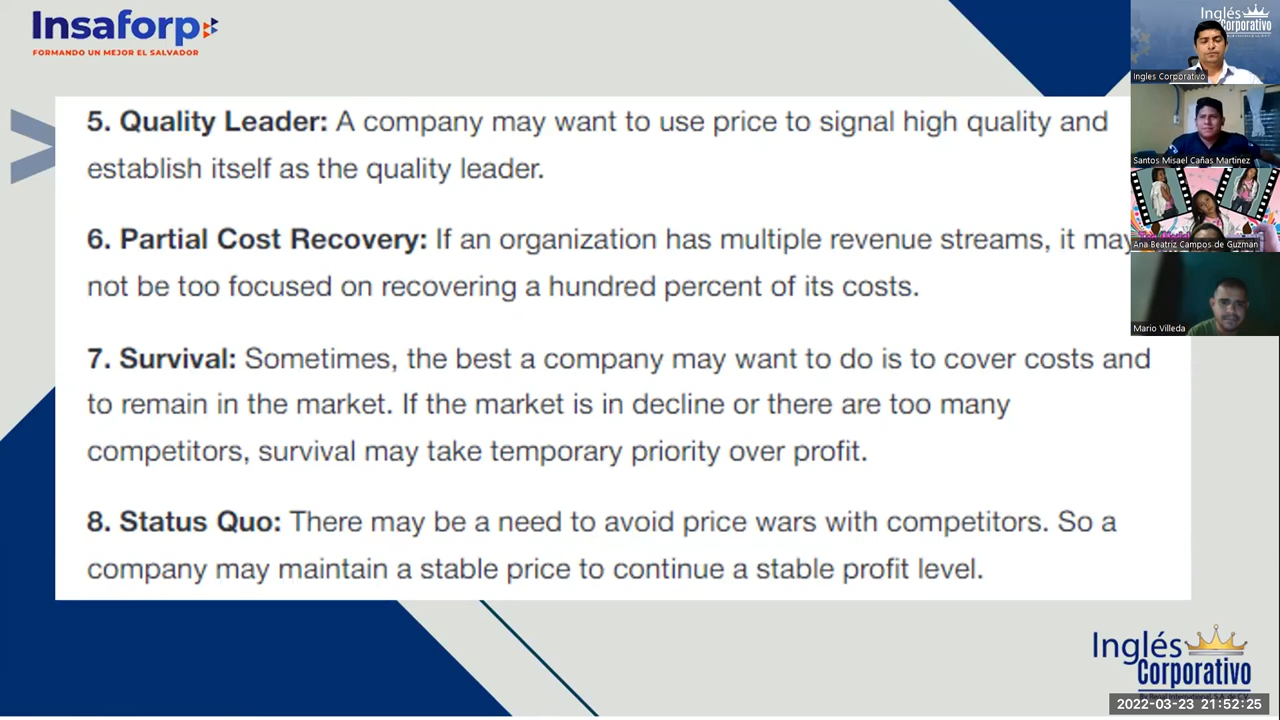 Insaforp
FORMANDO UN MEJOR EL SALVADOR
5. Quality Leader: A company may want to use price to signal high quality and
establish itself as the quality leader.
6. Partial Cost Recovery: If an organization has multiple revenue streams, it may
not be too focused on recovering a hundred percent of its costs.
7. Survival: Sometimes, the best a company may want to do is to cover costs and
to remain in the market. If the market is in decline or there are too many
competitors, survival may take temporary priority over profit.
8. Status Quo: There may be a need to avoid price wars with competitors. So a
company may maintain a stable price to continue a stable profit level.
Inglés
Corporativo
Ingles Corporativo
Santos Misael Cañas Martinez
Ana Beatriz Campos de Guzman
Mario Villeda
Inglés
Corporativo
2022-03-23 21:52:25